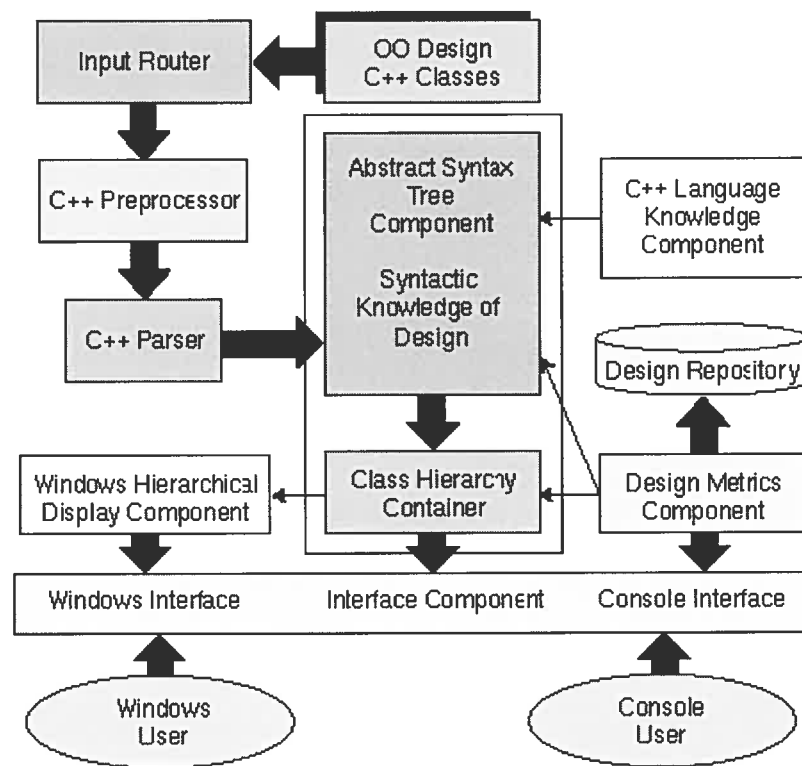 OO Design
C++ Classes
Input Router
C++ Preprocessor
C++ Parser
Abstract Syntax
Tree
Component
Syntactic
Knowledge of
Design
C++ Language
Knowledge
Component
Design Repository
Windows Hierarchical
Display Component
Class Hierarchy
Container
Design Metrics
Component
Windows Interface
Interface Component
Console Interface
Windows
User
Console
User